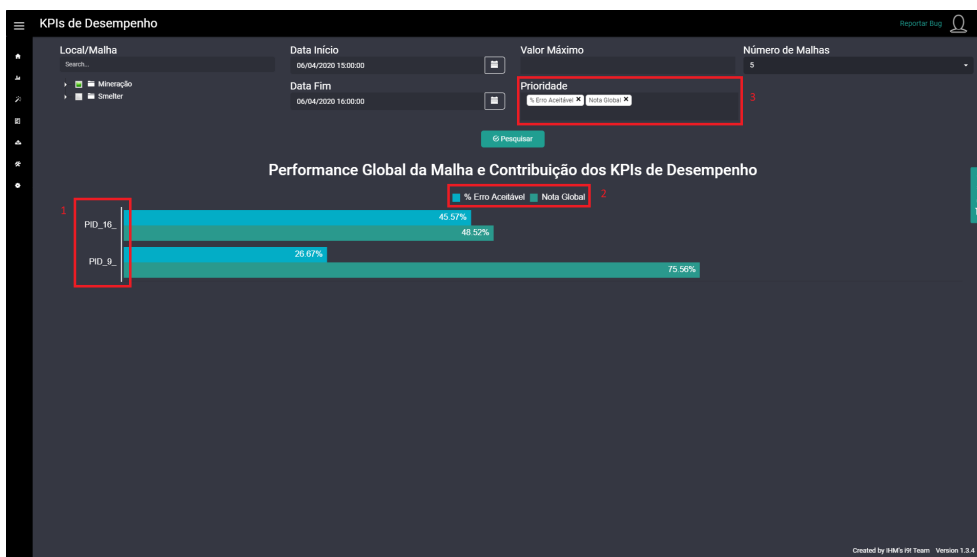 KPIs de Desempenho
Reportar Bug
Local/Malha
Data Início
Valor Máximo
Número de Malhas
Search...
06/04/2020 15:00:00
5
Mineração
Smelter
Data Fim
Prioridade
06/04/2020 16:00:00
% Erro Aceitável × Nota Global ×
3
Pesquisar
Performance Global da Malha e Contribuição dos KPIs de Desempenho
% Erro Aceitável Nota Global
2
1
PID_16_
45.57%
48.52%
PID_9_
26.67%
75.56%
Created by IHM's i9! Team Version 1.3.4